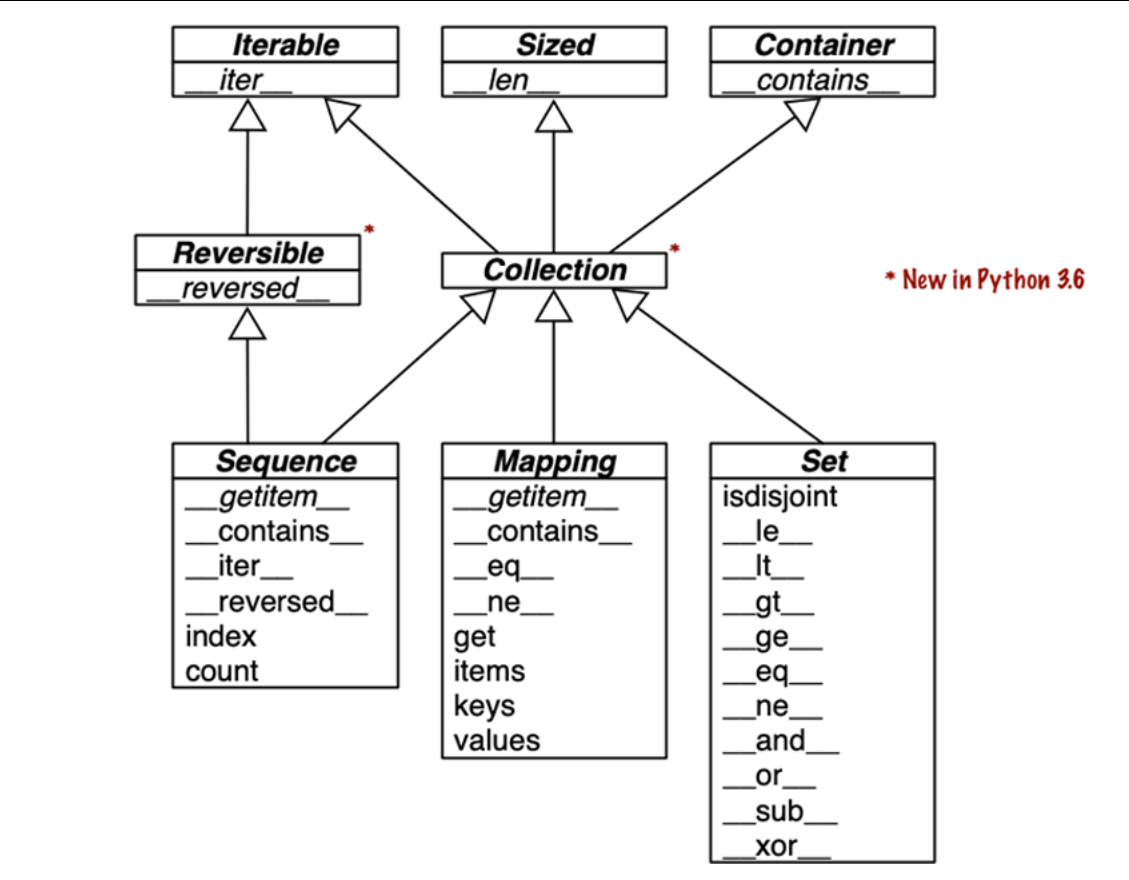 Iterable
__iter__
Sized
__len__
Container
__contains__
Reversible
*
__reversed__
Collection
*
* New in Python 3.6
Sequence
__getitem__
__contains__
__iter__
__reversed__
index
count
Mapping
__getitem__
__contains__
__eq__
__ne__
get
items
keys
values
Set
isdisjoint
__le__
__lt__
__gt__
__ge__
__eq__
__ne__
__and__
__or__
__sub__
__xor__